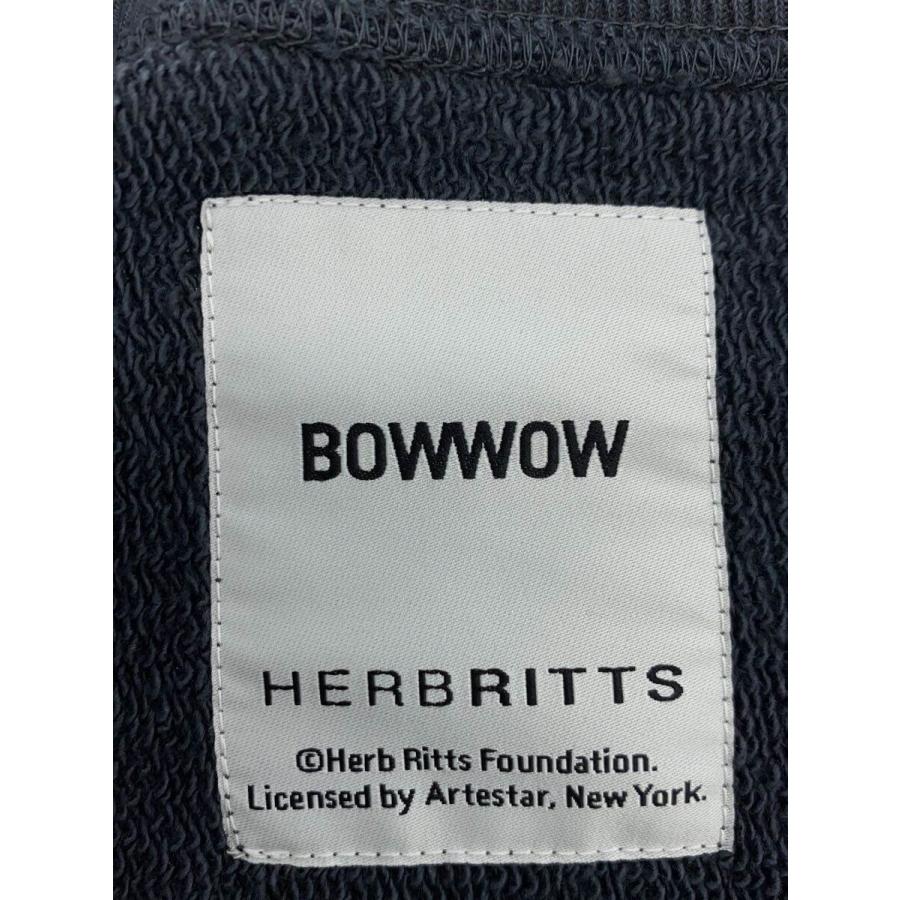 BOWWOW
HERBRITTS
©Herb Ritts Foundation.
Licensed by Artestar, New York.